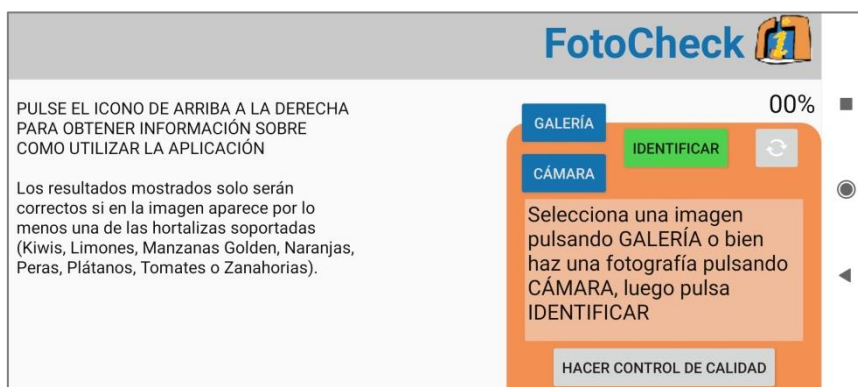 FotoCheck
PULSE EL ICONO DE ARRIBA A LA DERECHA
PARA OBTENER INFORMACIÓN SOBRE
COMO UTILIZAR LA APLICACIÓN
Los resultados mostrados solo serán
correctos si en la imagen aparece por lo
menos una de las hortalizas soportadas
(Kiwis, Limones, Manzanas Golden, Naranjas,
Peras, Plátanos, Tomates o Zanahorias).
00%
GALERÍA
IDENTIFICAR
CÁMARA
Selecciona una imagen
pulsando GALERÍA o bien
haz una fotografía pulsando
CÁMARA, luego pulsa
IDENTIFICAR
HACER CONTROL DE CALIDAD